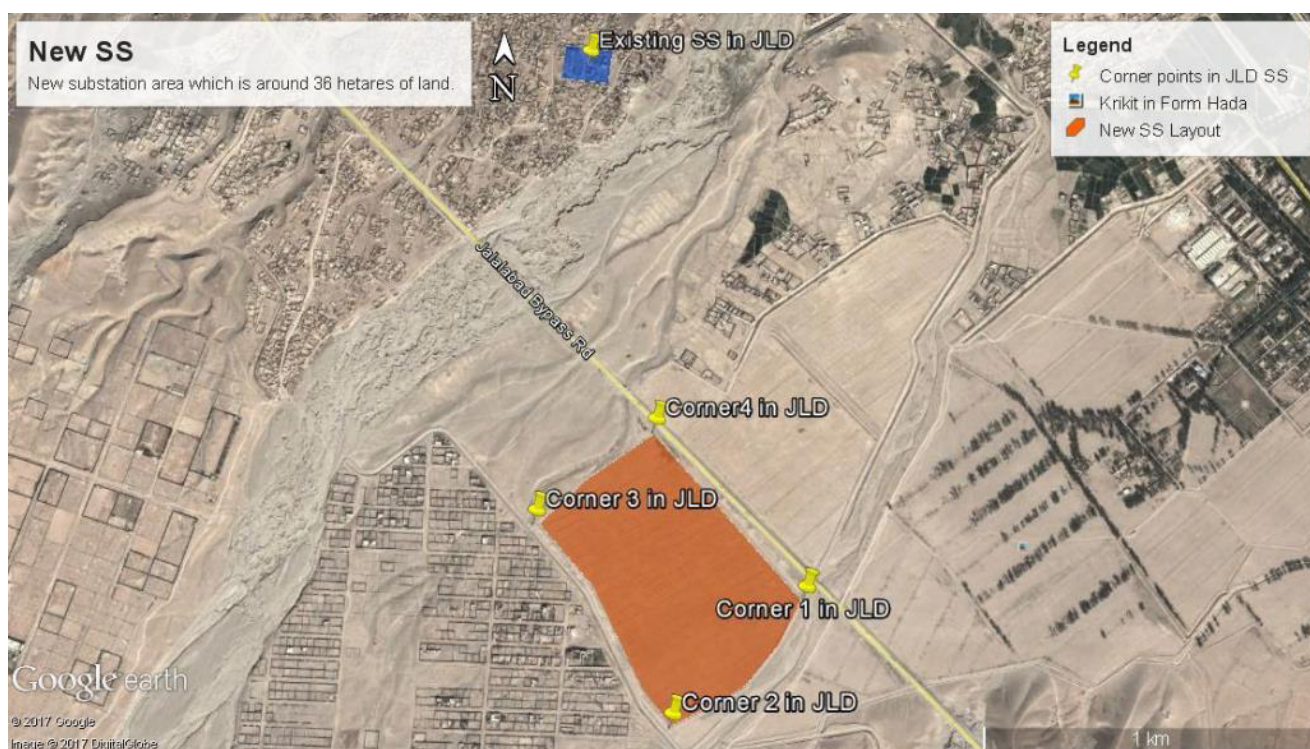 New SS
New substation area which is around 36 hetares of land.
N
Existing SS in JLD
Legend
Corner points in JLD SS
Krikit in Form Hada
New SS Layout
Jalalabad Bypass Rd
Corner4 in JLD
Corner 3 in JLD
Corner 1 in JLD
Corner 2 in JLD
Google earth
© 2017 Google
Image © 2017 DigitalGlobe
1 km